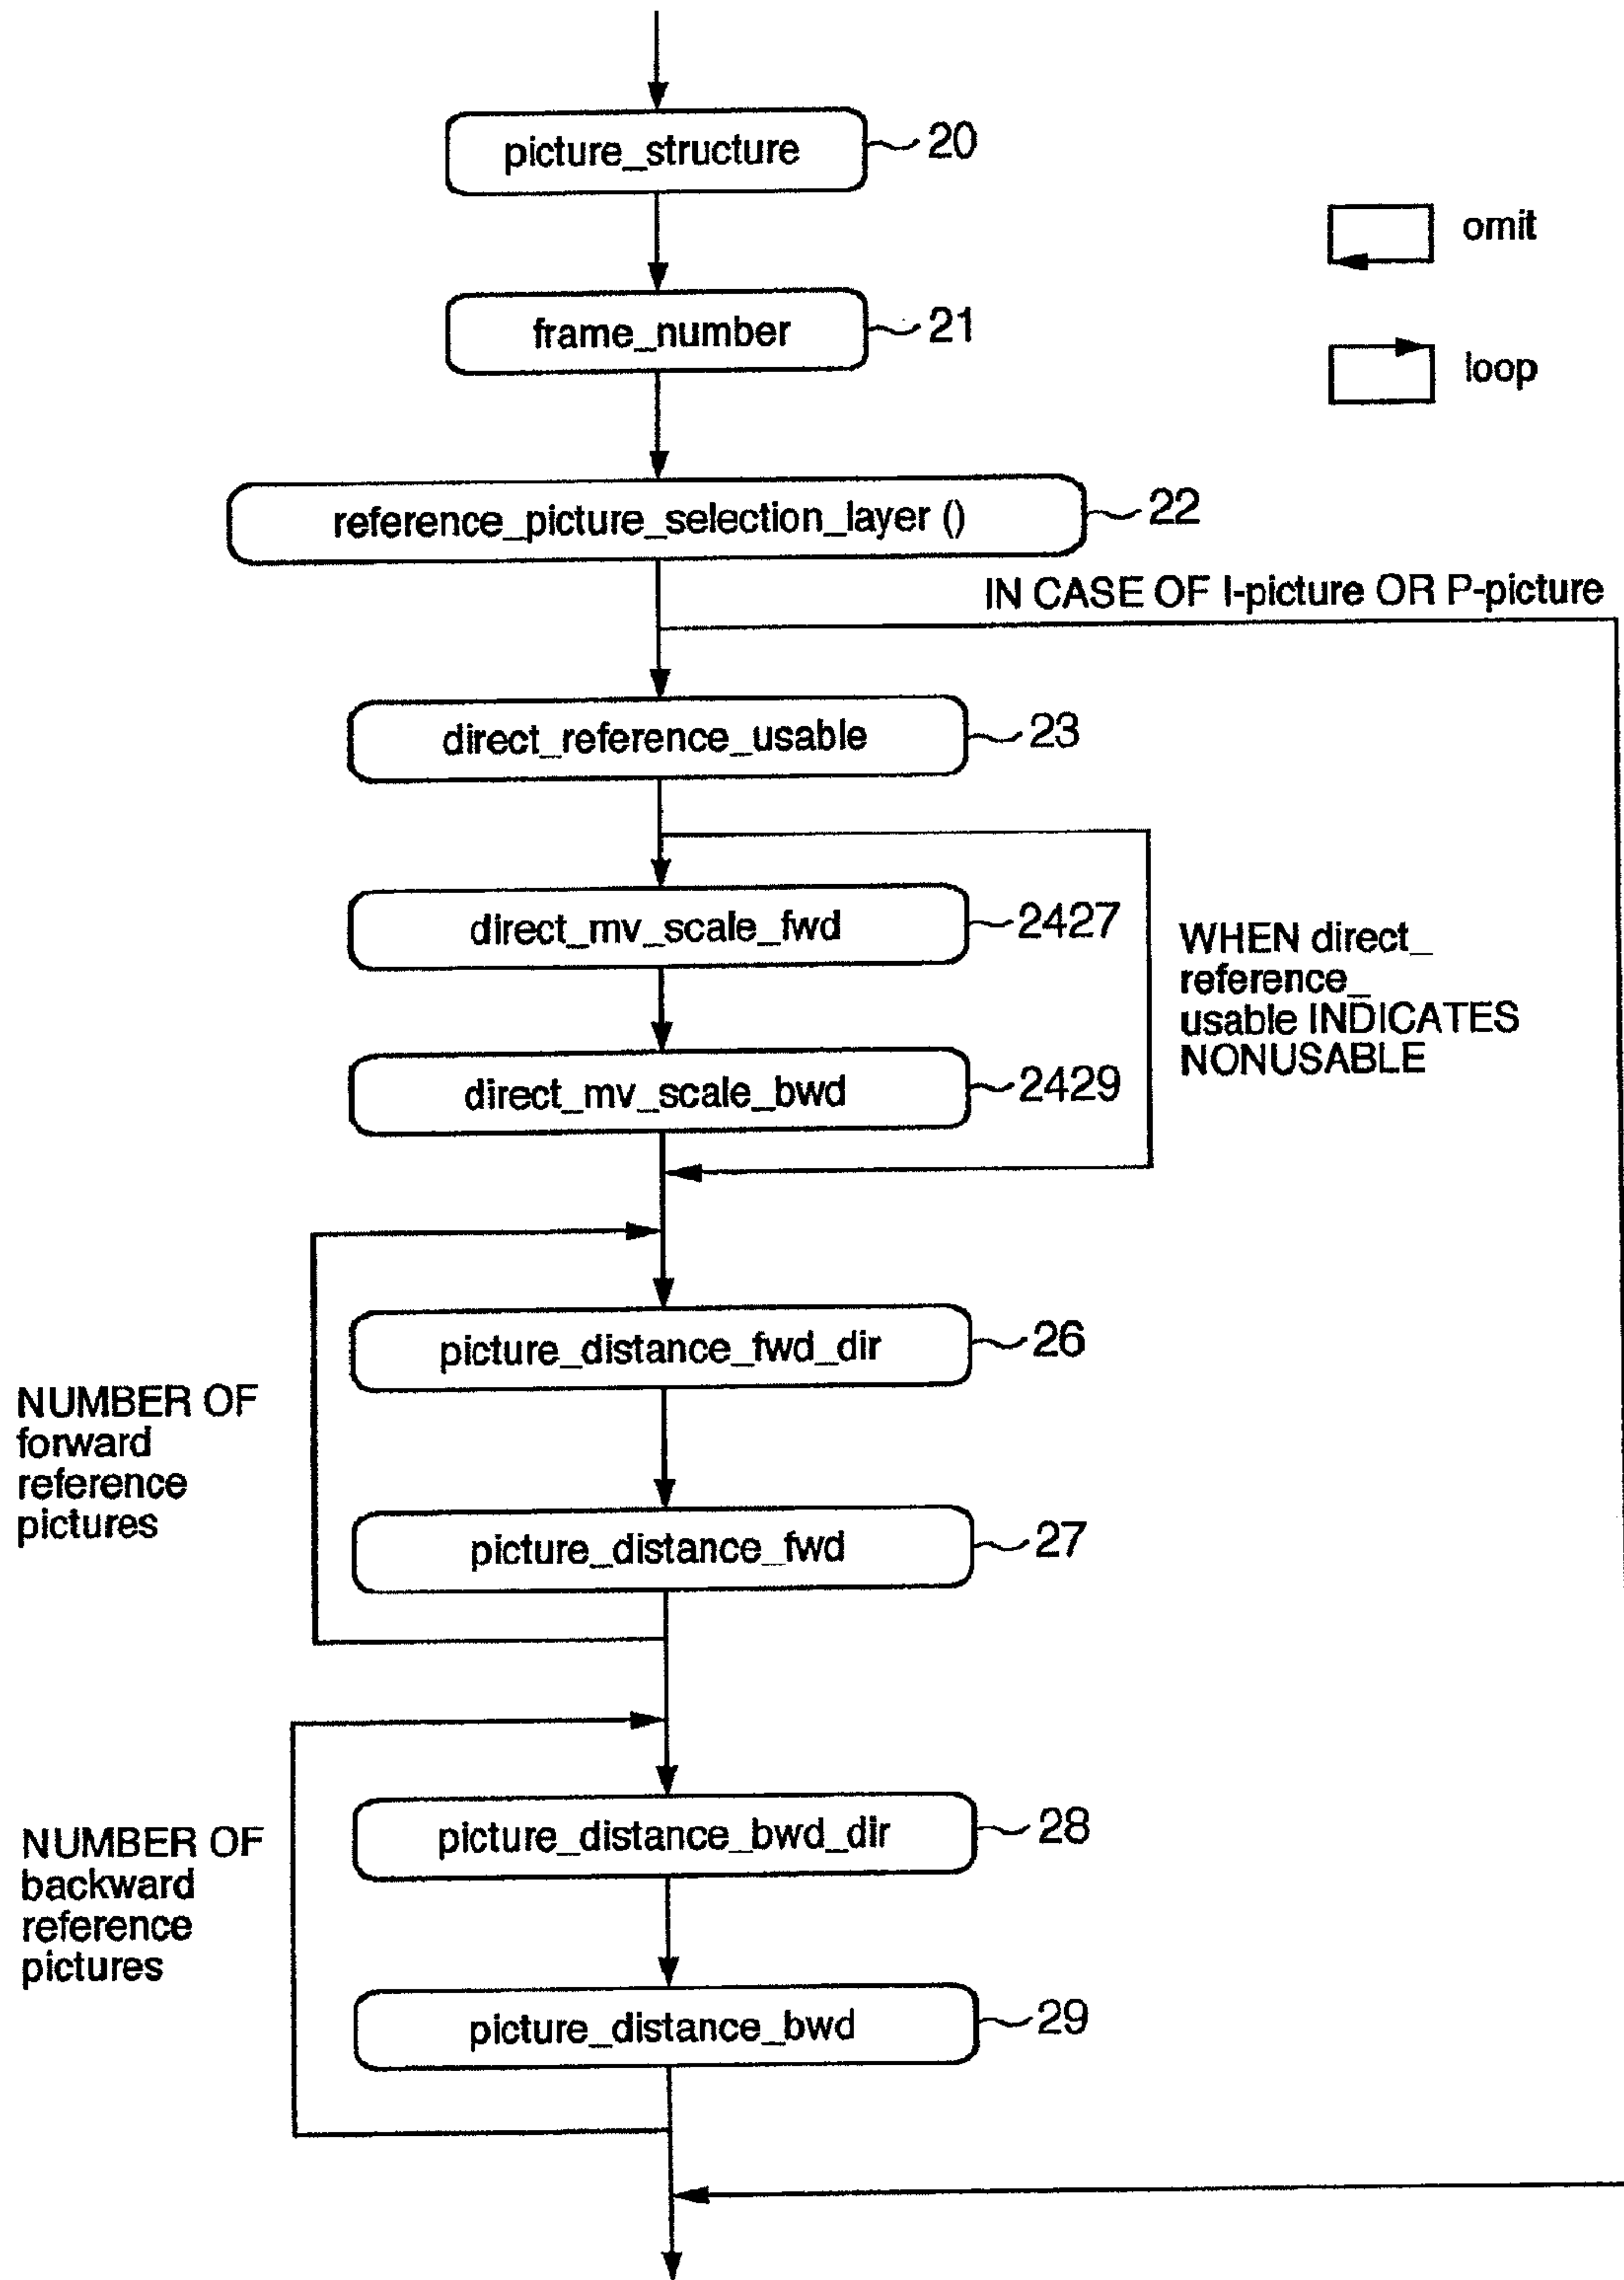 picture_structure
20
omit
frame_number
21
loop
reference_picture_selection_layer ()
22
IN CASE OF I-picture OR P-picture
direct_reference_usable
23
direct_mv_scale_fwd
2427
WHEN direct_
reference_
usable INDICATES
NONUSABLE
direct_mv_scale_bwd
2429
picture_distance_fwd_dir
26
NUMBER OF
forward
reference
pictures
picture_distance_fwd
27
picture_distance_bwd_dir
28
NUMBER OF
backward
reference
pictures
picture_distance_bwd
29